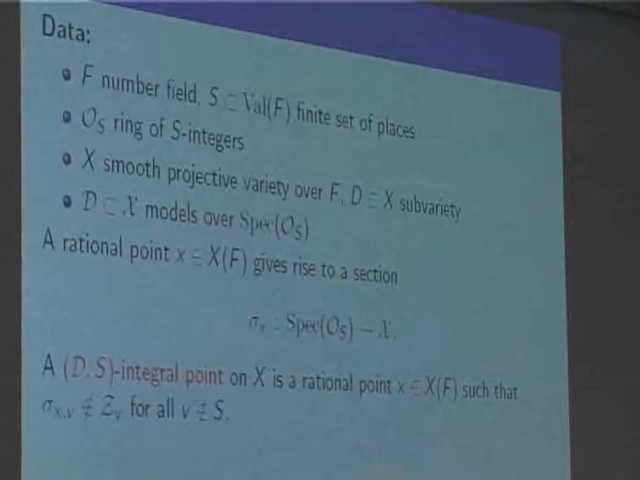 Data:
• F number field, S ⊂ Val(F) finite set of places
• 𝒪_S ring of S-integers
• X smooth projective variety over F, D ⊂ X subvariety
• 𝒟 ⊂ 𝒳 models over Spec(𝒪_S)
A rational point x ∈ X(F) gives rise to a section
σ_x : Spec(𝒪_S) → 𝒳.
A (𝒟, S)-integral point on X is a rational point x ∈ X(F) such that
σ_{x,v} ∉ 𝒵_v for all v ∉ S.